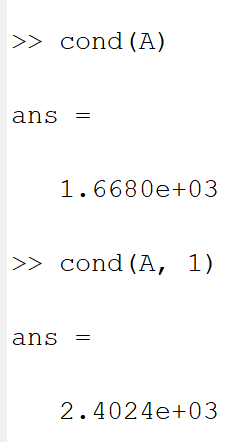 >> cond(A)
ans =
1.6680e+03
>> cond(A, 1)
ans =
2.4024e+03